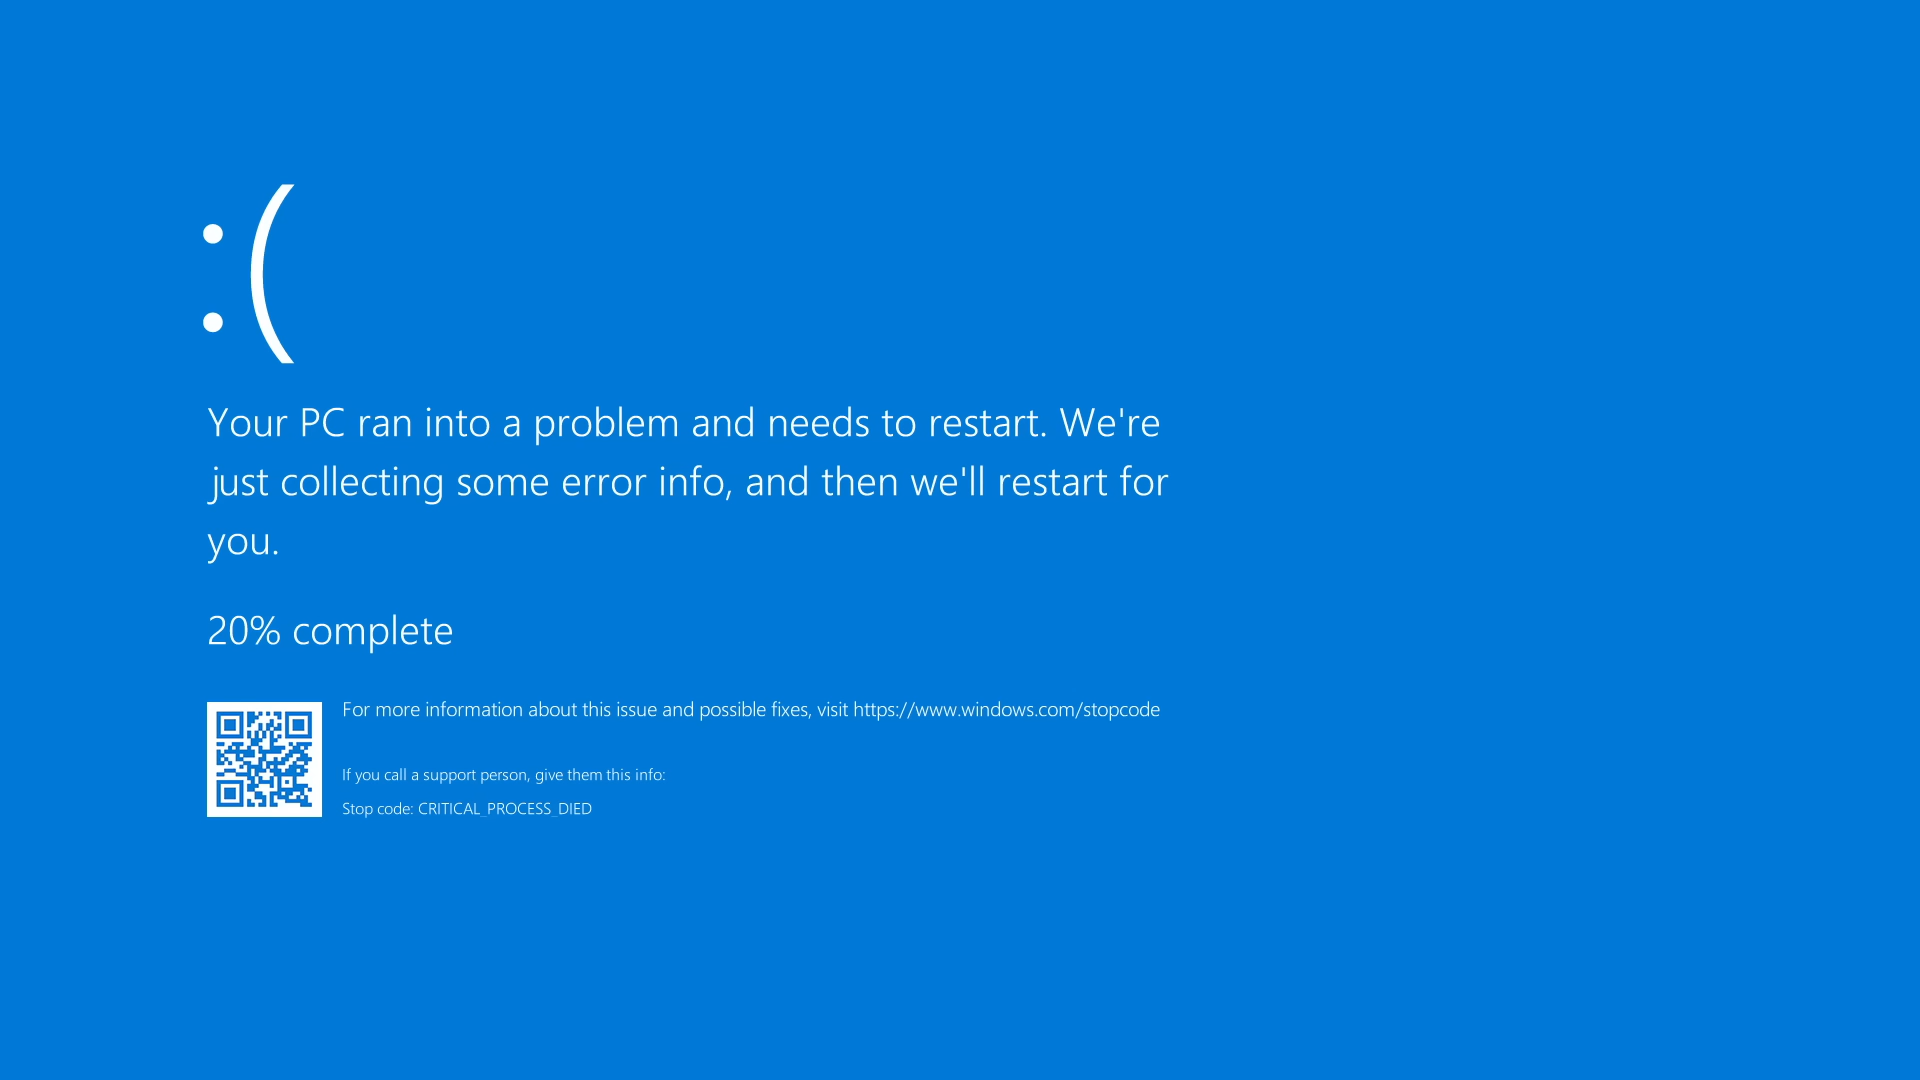 :(
Your PC ran into a problem and needs to restart. We're
just collecting some error info, and then we'll restart for
you.
20% complete
For more information about this issue and possible fixes, visit https://www.windows.com/stopcode
If you call a support person, give them this info:
Stop code: CRITICAL_PROCESS_DIED